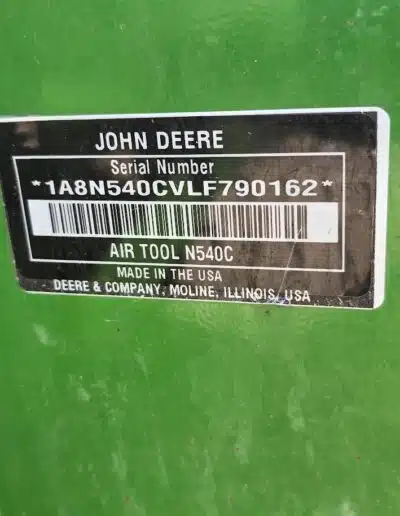 JOHN DEERE
Serial Number
*1A8N540CVLF790162*
AIR TOOL N540C
MADE IN THE USA
DEERE & COMPANY, MOLINE, ILLINOIS, USA